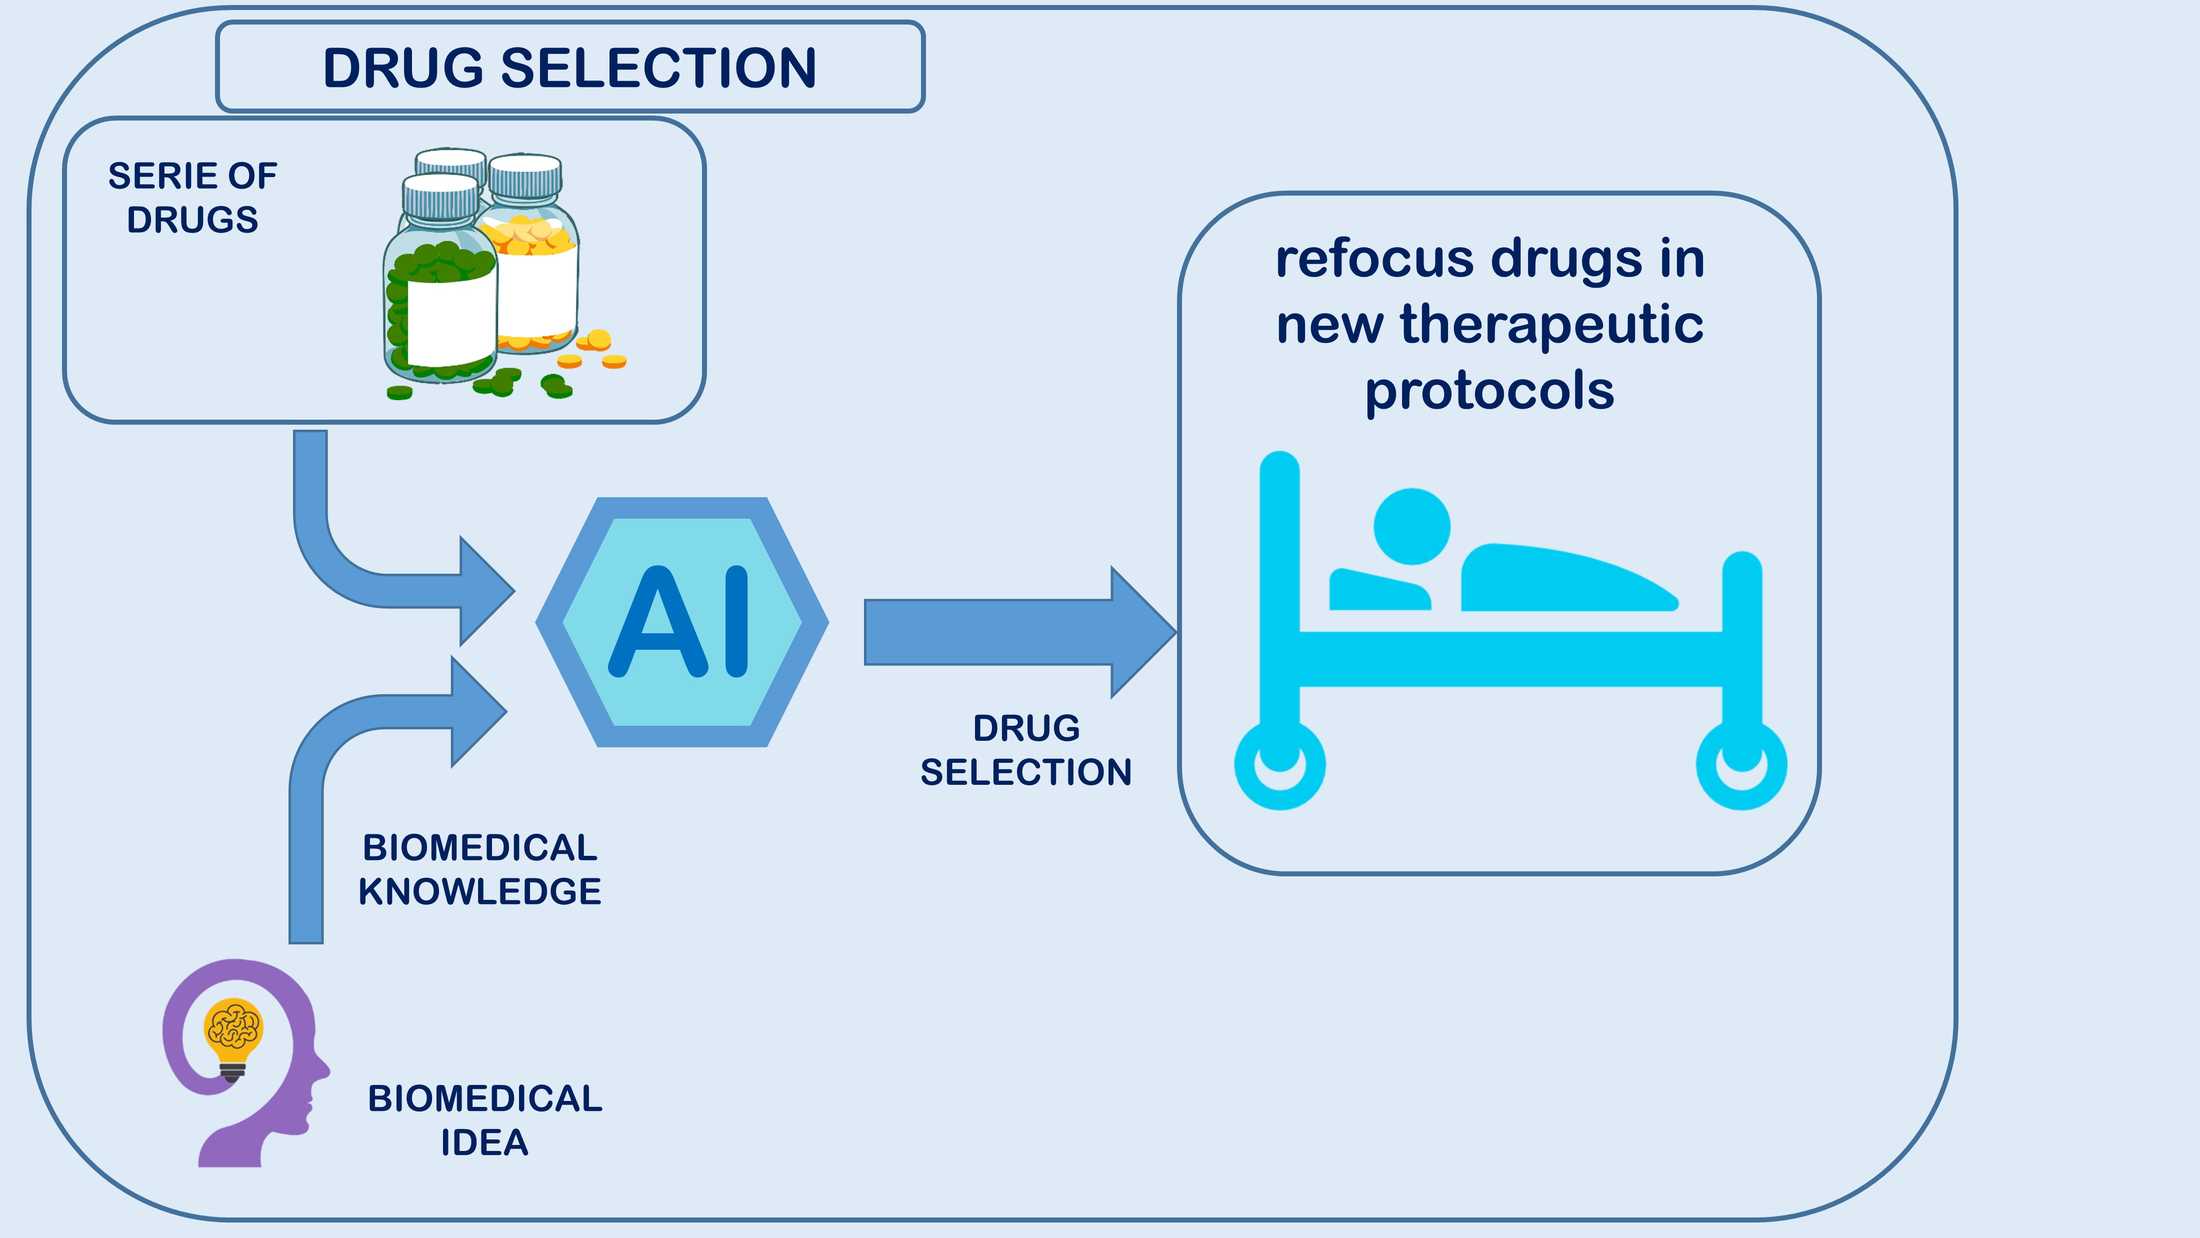 DRUG SELECTION
SERIE OF
DRUGS
refocus drugs in
new therapeutic
protocols
AI
DRUG
SELECTION
BIOMEDICAL
KNOWLEDGE
BIOMEDICAL
IDEA